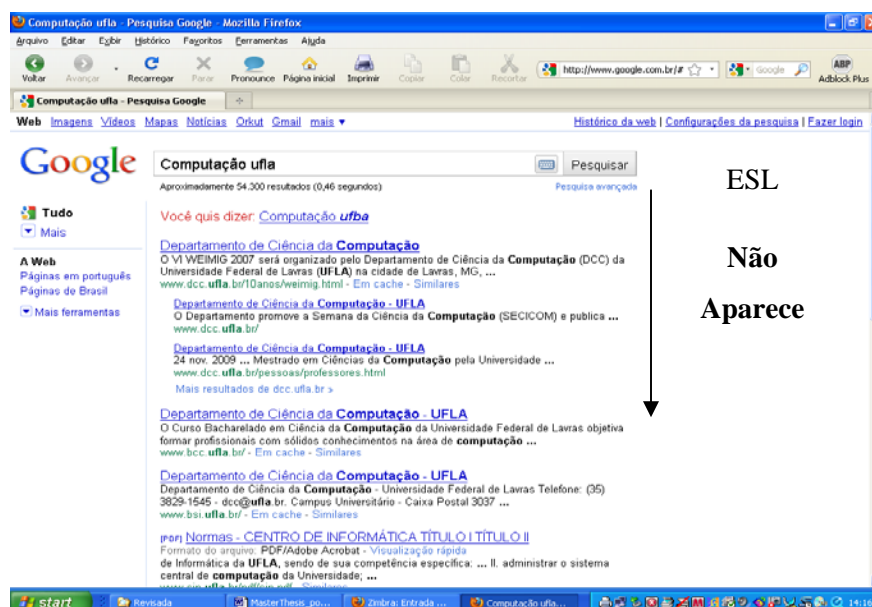 Computação ufla - Pesquisa Google - Mozilla Firefox
Arquivo Editar Exibir Histórico Favoritos Ferramentas Ajuda
Voltar Avançar Recarregar Parar Pronounce Página inicial Imprimir Copiar Colar Recortar http://www.google.com.br/# Google ABP Adblock Plus
Computação ufla - Pesquisa Google
Web Imagens Vídeos Mapas Notícias Orkut Gmail mais ▼ Histórico da web | Configurações da pesquisa | Fazer login
Google Computação ufla Pesquisar
Aproximadamente 54.300 resultados (0,46 segundos) Pesquisa avançada
ESL
Não
Aparece
Tudo
Mais
A Web
Páginas em português
Páginas de Brasil
Mais ferramentas
Você quis dizer: Computação ufba
Departamento de Ciência da Computação
O VI WEIMIG 2007 será organizado pelo Departamento de Ciência da Computação (DCC) da
Universidade Federal de Lavras (UFLA) na cidade de Lavras, MG, ...
www.dcc.ufla.br/10anos/weimig.html - Em cache - Similares
Departamento de Ciência da Computação - UFLA
O Departamento promove a Semana da Ciência da Computação (SECICOM) e publica ...
www.dcc.ufla.br/
Departamento de Ciência da Computação - UFLA
24 nov. 2009 ... Mestrado em Ciências da Computação pela Universidade ...
www.dcc.ufla.br/pessoas/professores.html
Mais resultados de dcc.ufla.br »
Departamento de Ciência da Computação - UFLA
O Curso Bacharelado em Ciência da Computação da Universidade Federal de Lavras objetiva
formar profissionais com sólidos conhecimentos na área de computação ...
www.bcc.ufla.br/ - Em cache - Similares
Departamento de Ciência da Computação - UFLA
Departamento de Ciência da Computação - Universidade Federal de Lavras Telefone: (35)
3829-1545 - dcc@ufla.br. Campus Universitário - Caixa Postal 3037 ...
www.bsi.ufla.br/ - Em cache - Similares
[PDF] Normas - CENTRO DE INFORMÁTICA TÍTULO I TÍTULO II
Formato do arquivo: PDF/Adobe Acrobat - Visualização rápida
de Informática da UFLA, sendo de sua competência específica: ... II. administrar o sistema
central de computação da Universidade; ...
start Revisada MasterThesis_po... Zimbra: Entrada ... Computação ufla... 14:16